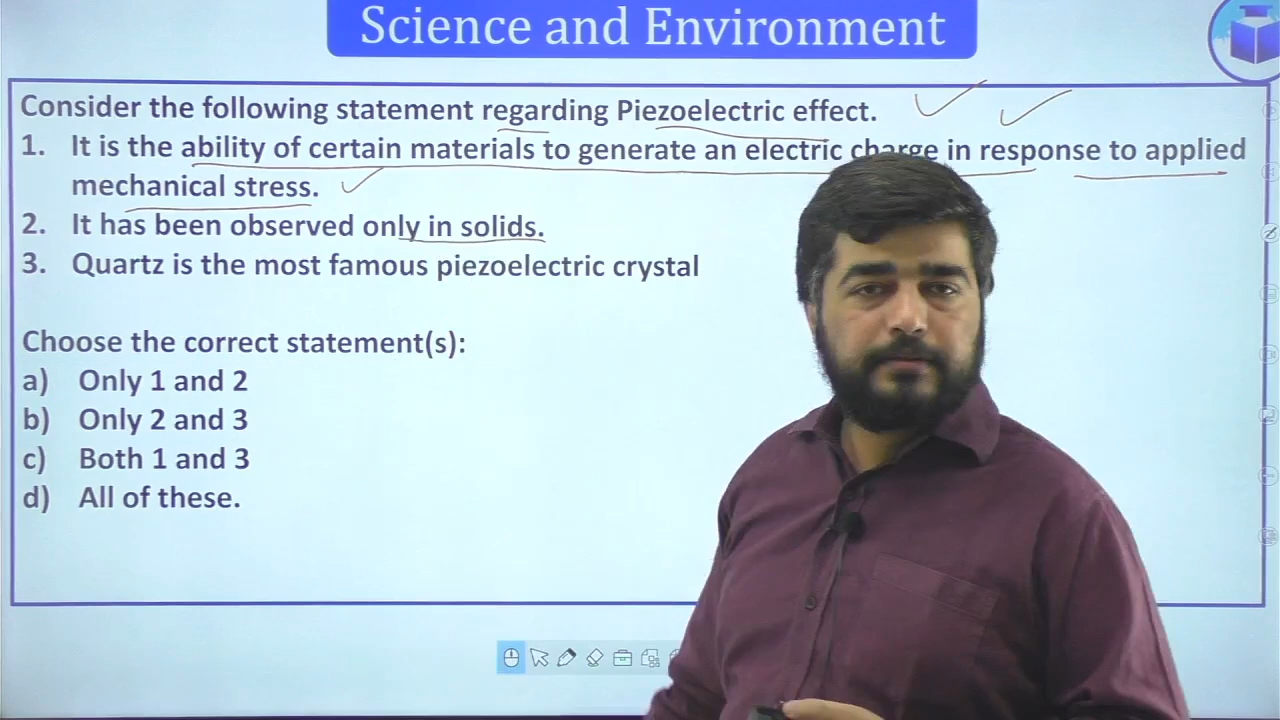 Science and Environment
Consider the following statement regarding Piezoelectric effect.
1. It is the ability of certain materials to generate an electric charge in response to applied
mechanical stress.
2. It has been observed only in solids.
3. Quartz is the most famous piezoelectric crystal
Choose the correct statement(s):
a) Only 1 and 2
b) Only 2 and 3
c) Both 1 and 3
d) All of these.